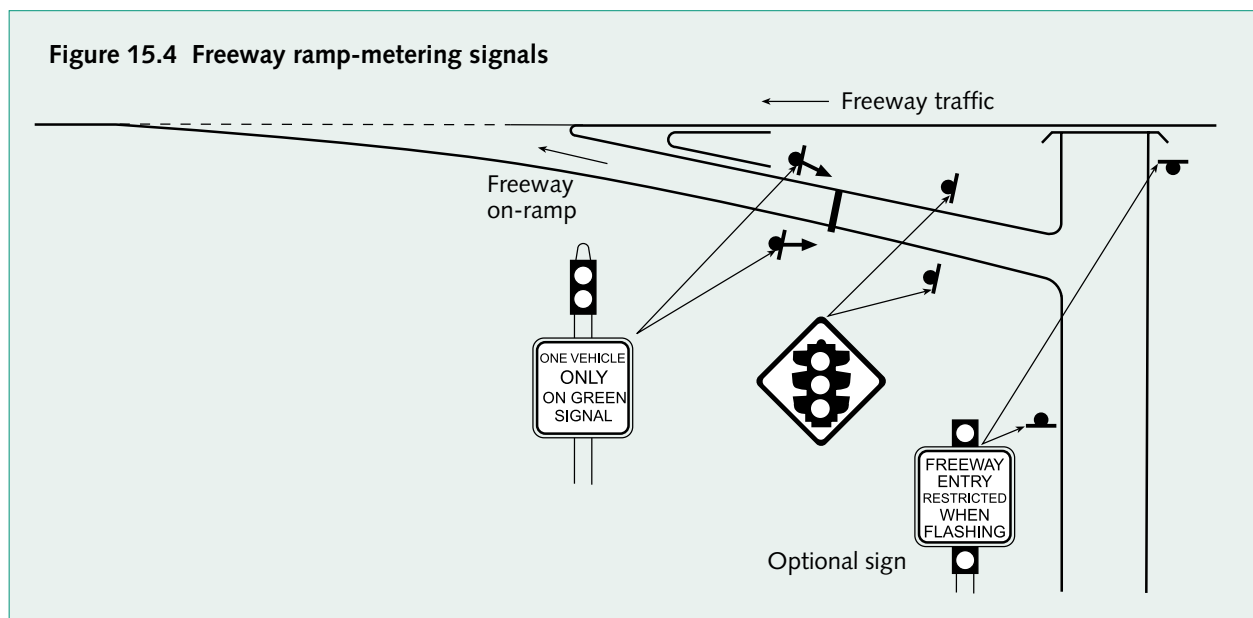 Figure 15.4 Freeway ramp-metering signals
Freeway traffic
Freeway
on-ramp
ONE VEHICLE
ONLY
ON GREEN
SIGNAL
FREEWAY
ENTRY
RESTRICTED
WHEN
FLASHING
Optional sign